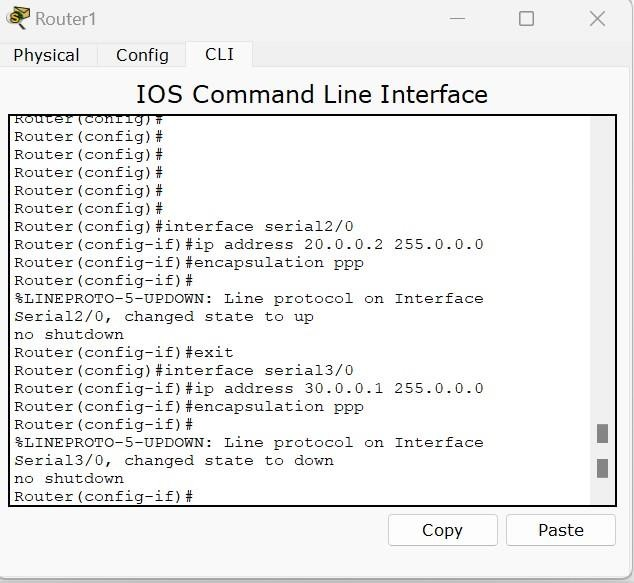 Router1
Physical Config CLI
IOS Command Line Interface
Router(config)#
Router(config)#
Router(config)#
Router(config)#
Router(config)#
Router(config)#
Router(config)#interface serial2/0
Router(config-if)#ip address 20.0.0.2 255.0.0.0
Router(config-if)#encapsulation ppp
Router(config-if)#
%LINEPROTO-5-UPDOWN: Line protocol on Interface
Serial2/0, changed state to up
no shutdown
Router(config-if)#exit
Router(config)#interface serial3/0
Router(config-if)#ip address 30.0.0.1 255.0.0.0
Router(config-if)#encapsulation ppp
Router(config-if)#
%LINEPROTO-5-UPDOWN: Line protocol on Interface
Serial3/0, changed state to down
no shutdown
Router(config-if)#
Copy Paste